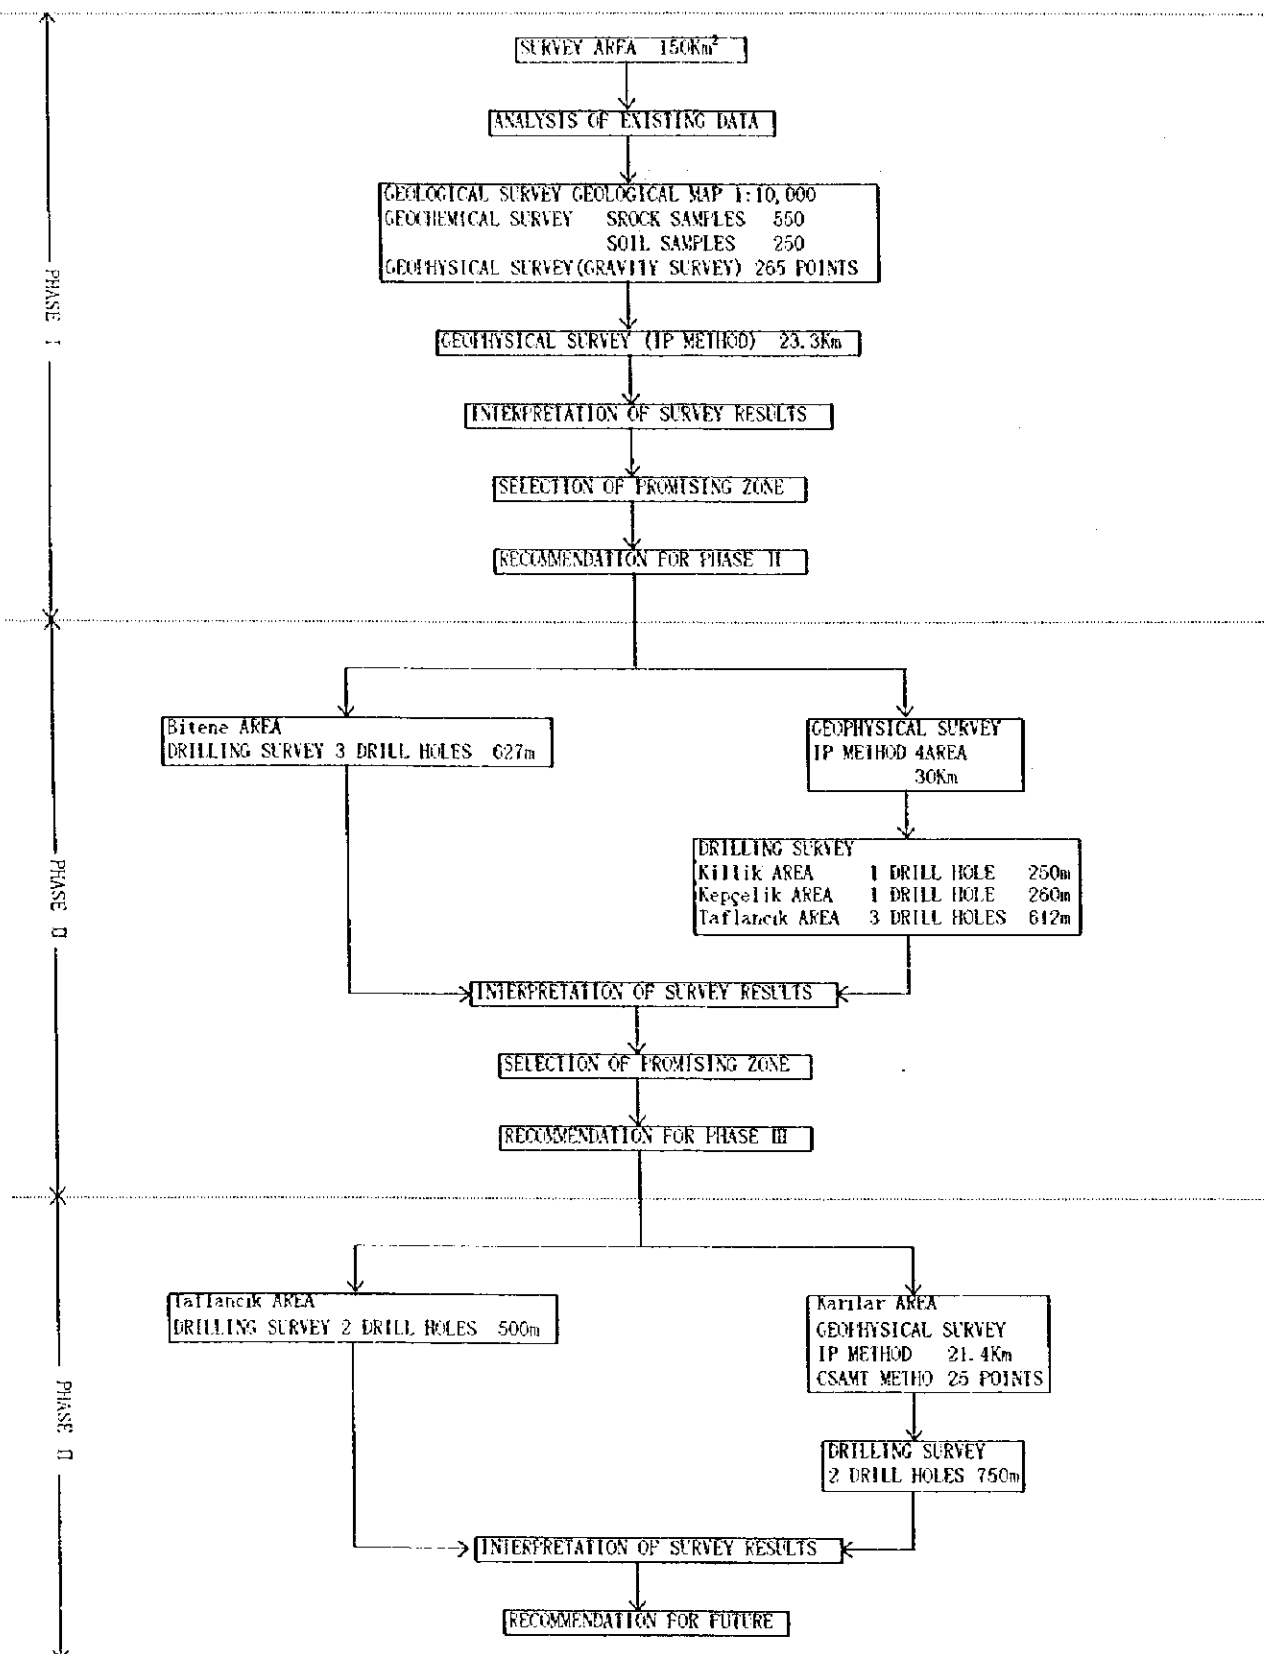 SURVEY AREA 150Km²
ANALYSIS OF EXISTING DATA
GEOLOGICAL SURVEY GEOLOGICAL MAP 1:10,000
GEOCHEMICAL SURVEY SROCK SAMPLES 550
SOIL SAMPLES 250
GEOPHYSICAL SURVEY(GRAVITY SURVEY) 265 POINTS
PHASE I
GEOPHYSICAL SURVEY (IP METHOD) 23.3Km
INTERPRETATION OF SURVEY RESULTS
SELECTION OF PROMISING ZONE
RECOMMENDATION FOR PHASE II
Bitene AREA
DRILLING SURVEY 3 DRILL HOLES 627m
GEOPHYSICAL SURVEY
IP METHOD 4AREA
30Km
PHASE II
DRILLING SURVEY
Killik AREA 1 DRILL HOLE 250m
Kepçelik AREA 1 DRILL HOLE 260m
Taflancık AREA 3 DRILL HOLES 612m
INTERPRETATION OF SURVEY RESULTS
SELECTION OF PROMISING ZONE
RECOMMENDATION FOR PHASE III
Taflancık AREA
DRILLING SURVEY 2 DRILL HOLES 500m
Karılar AREA
GEOPHYSICAL SURVEY
IP METHOD 21.4Km
CSAMT METHO 25 POINTS
PHASE II
DRILLING SURVEY
2 DRILL HOLES 750m
INTERPRETATION OF SURVEY RESULTS
RECOMMENDATION FOR FUTURE